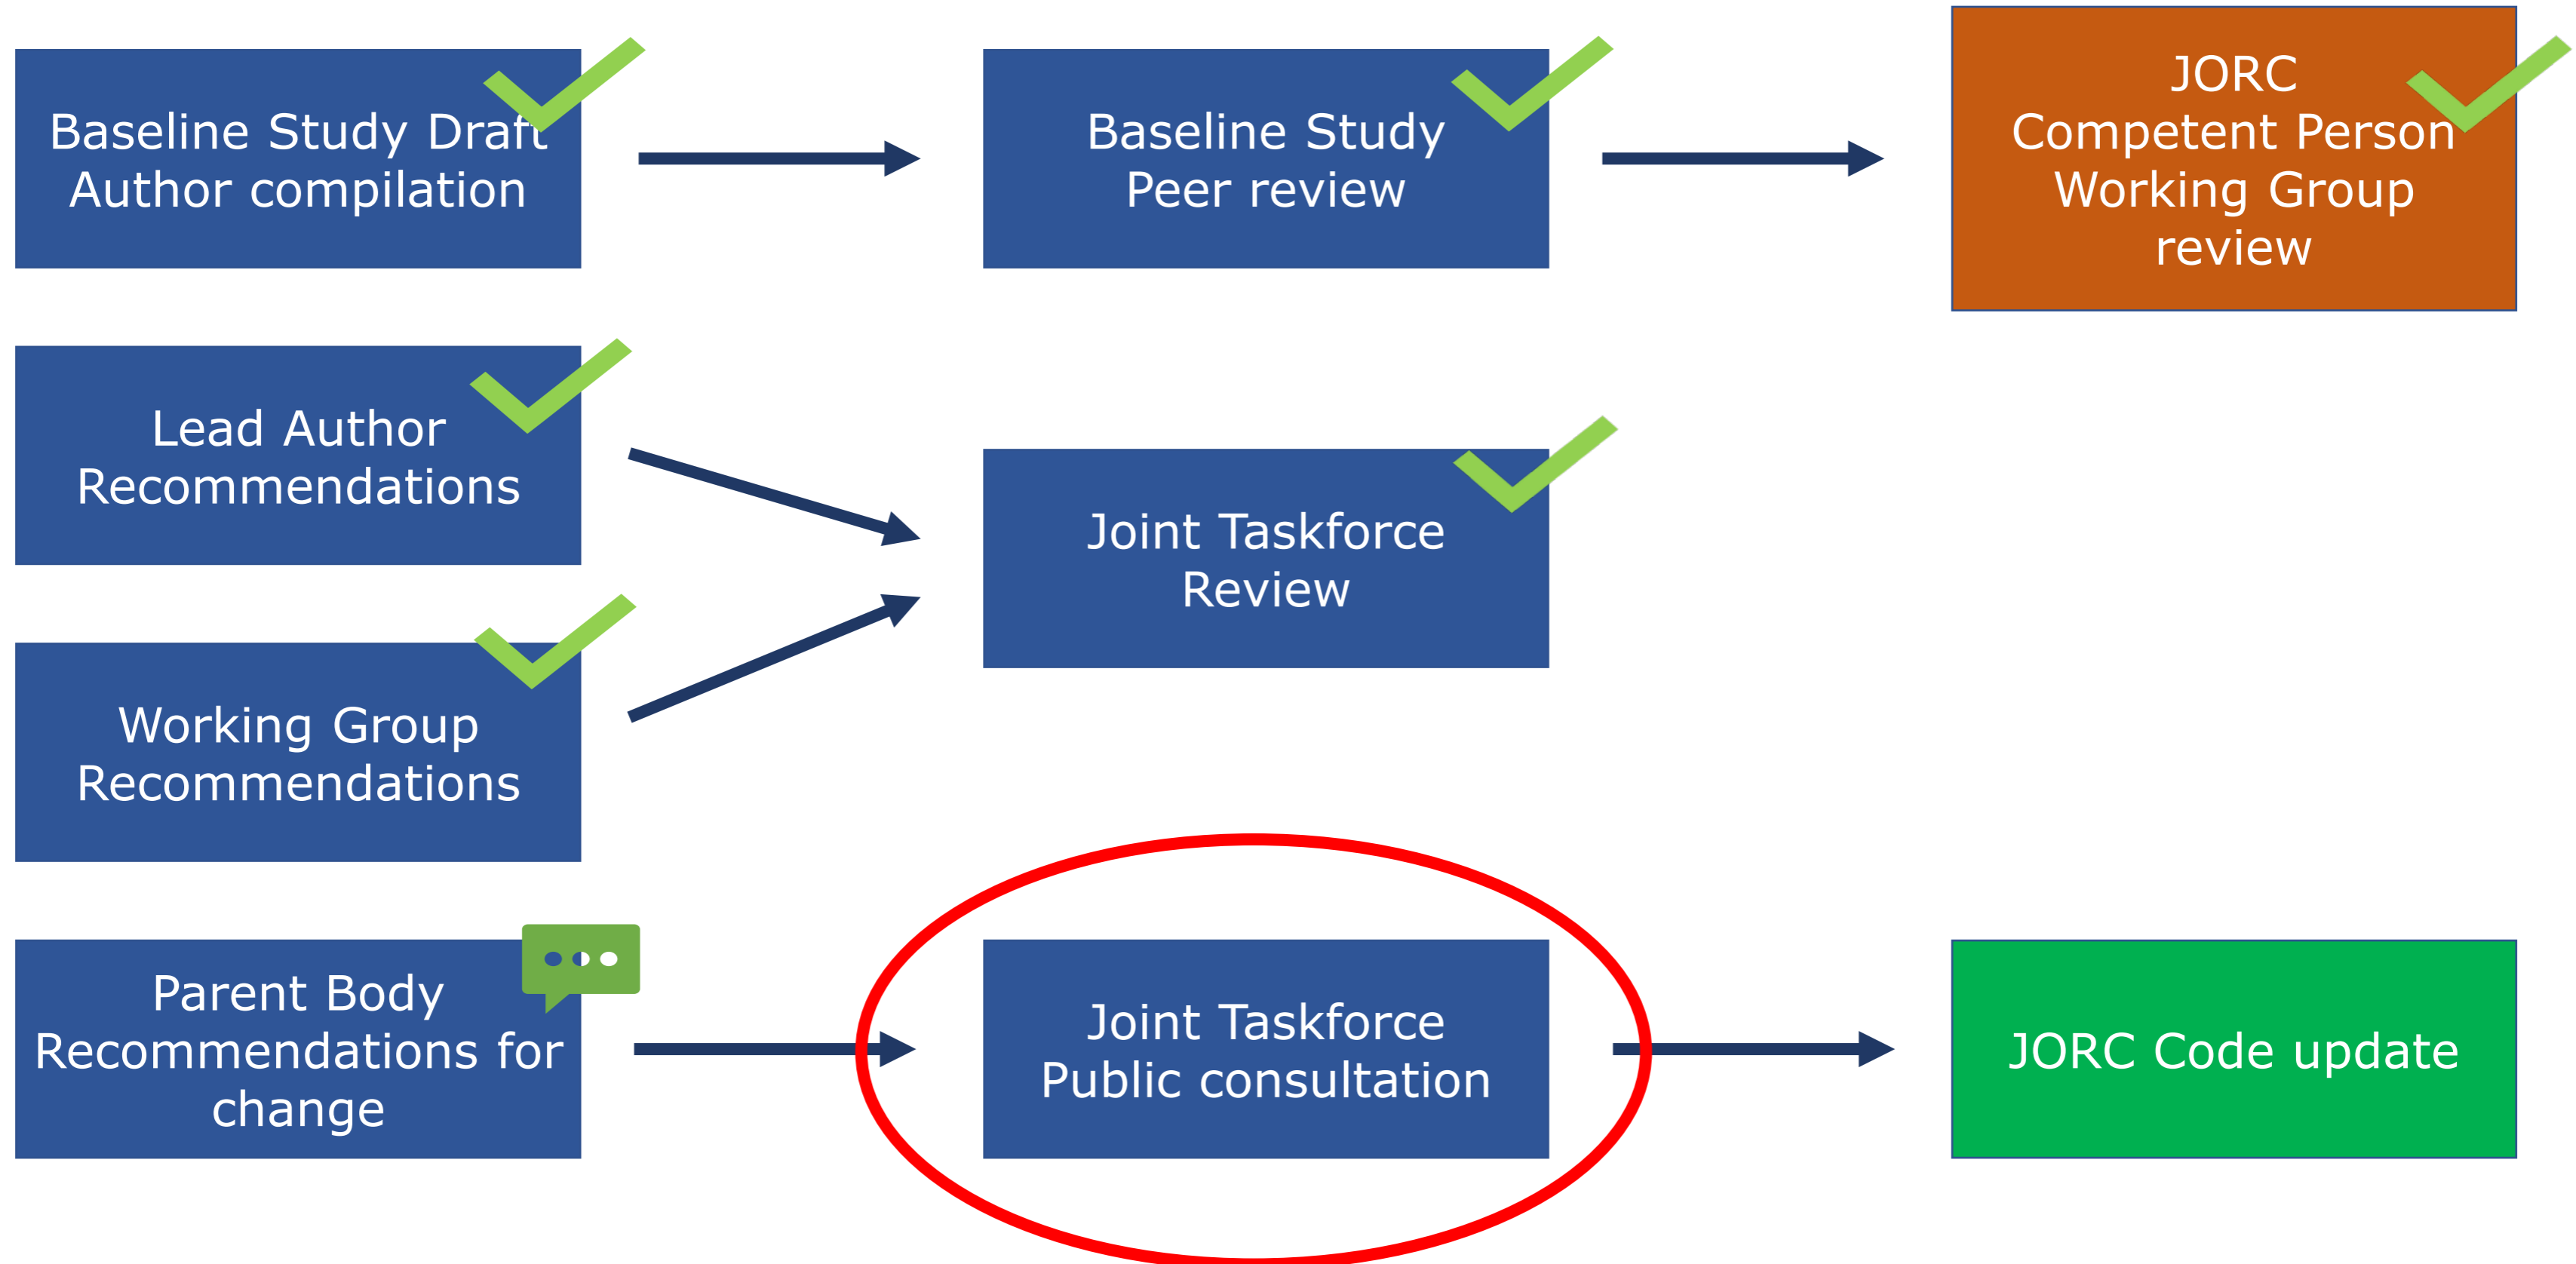 Baseline Study Draft
Author compilation
Baseline Study
Peer review
JORC
Competent Person
Working Group
review
Lead Author
Recommendations
Joint Taskforce
Review
Working Group
Recommendations
Parent Body
Recommendations for
change
Joint Taskforce
Public consultation
JORC Code update